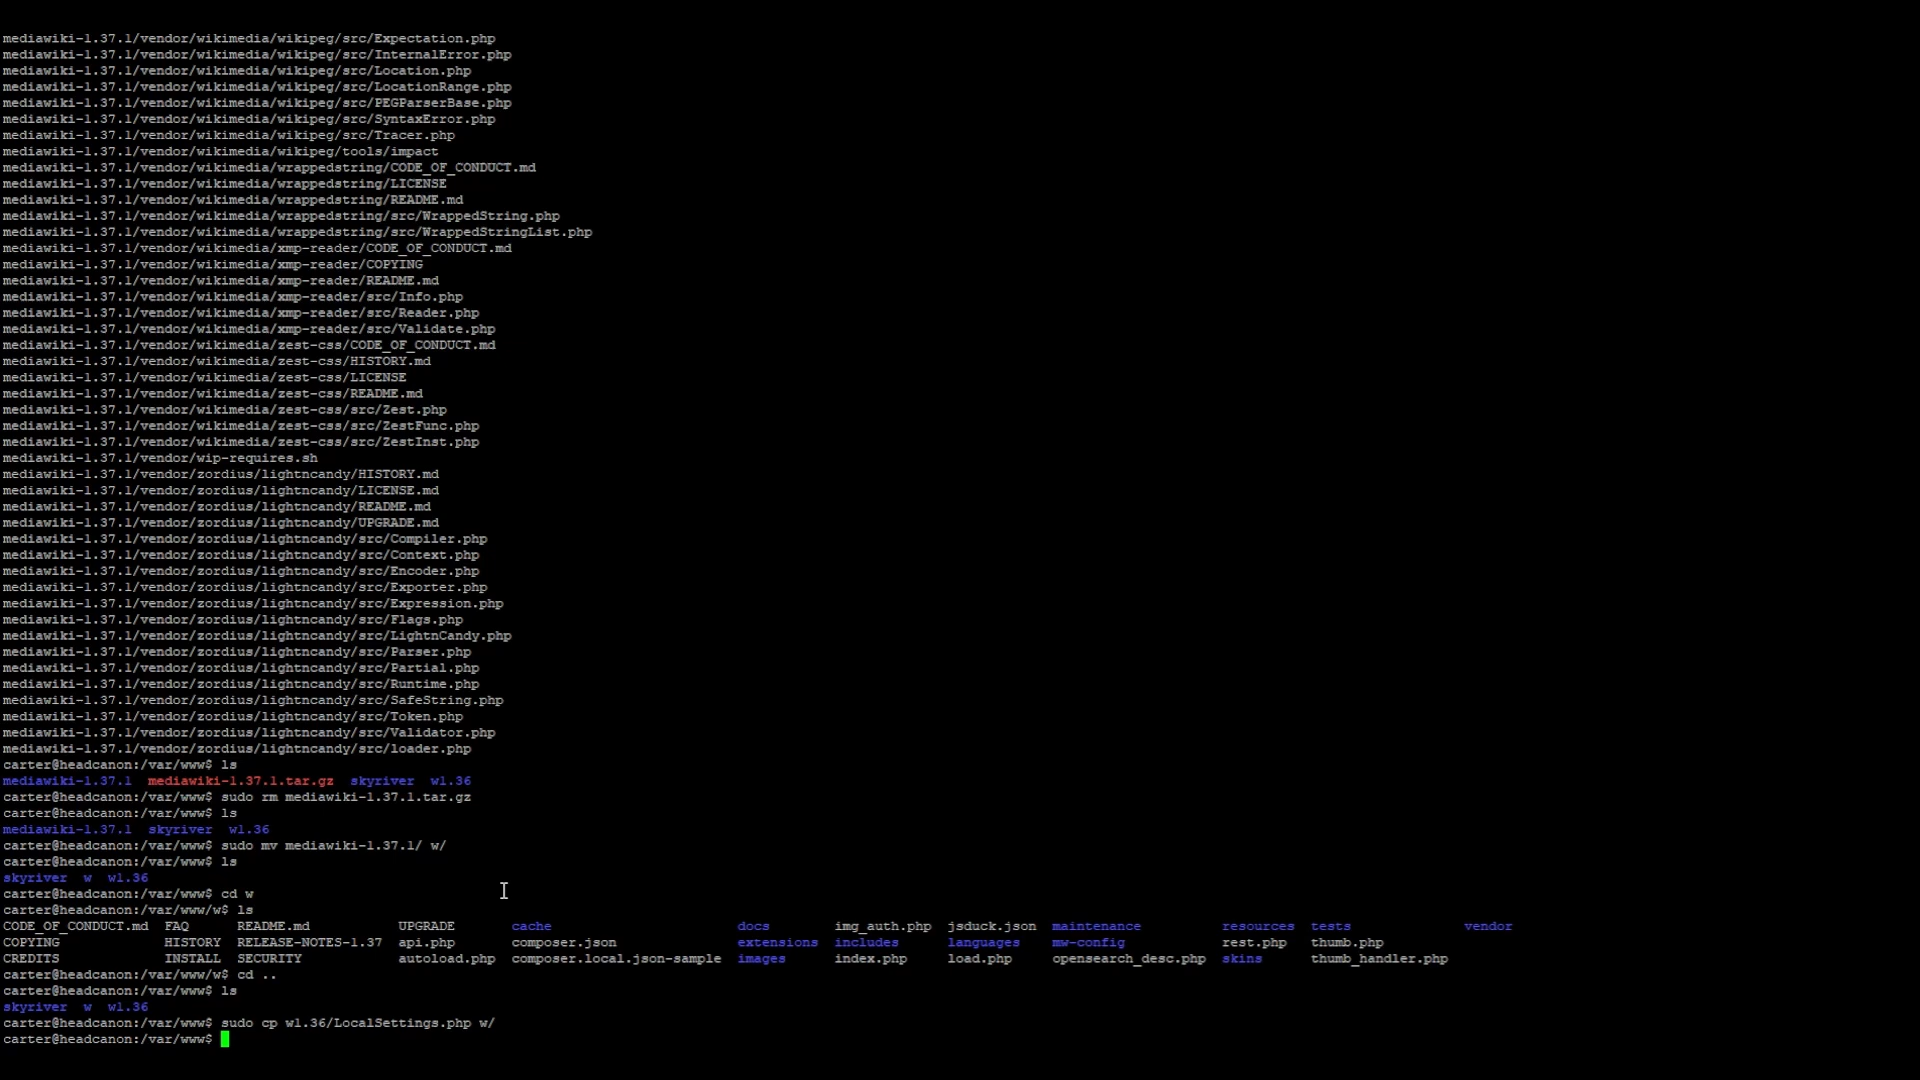 mediawiki-1.37.1/vendor/wikimedia/wikipeg/src/Expectation.php
mediawiki-1.37.1/vendor/wikimedia/wikipeg/src/InternalError.php
mediawiki-1.37.1/vendor/wikimedia/wikipeg/src/Location.php
mediawiki-1.37.1/vendor/wikimedia/wikipeg/src/LocationRange.php
mediawiki-1.37.1/vendor/wikimedia/wikipeg/src/PEGParserBase.php
mediawiki-1.37.1/vendor/wikimedia/wikipeg/src/SyntaxError.php
mediawiki-1.37.1/vendor/wikimedia/wikipeg/src/Tracer.php
mediawiki-1.37.1/vendor/wikimedia/wikipeg/tools/impact
mediawiki-1.37.1/vendor/wikimedia/wrappedstring/CODE_OF_CONDUCT.md
mediawiki-1.37.1/vendor/wikimedia/wrappedstring/LICENSE
mediawiki-1.37.1/vendor/wikimedia/wrappedstring/README.md
mediawiki-1.37.1/vendor/wikimedia/wrappedstring/src/WrappedString.php
mediawiki-1.37.1/vendor/wikimedia/wrappedstring/src/WrappedStringList.php
mediawiki-1.37.1/vendor/wikimedia/xmp-reader/CODE_OF_CONDUCT.md
mediawiki-1.37.1/vendor/wikimedia/xmp-reader/COPYING
mediawiki-1.37.1/vendor/wikimedia/xmp-reader/README.md
mediawiki-1.37.1/vendor/wikimedia/xmp-reader/src/Info.php
mediawiki-1.37.1/vendor/wikimedia/xmp-reader/src/Reader.php
mediawiki-1.37.1/vendor/wikimedia/xmp-reader/src/Validate.php
mediawiki-1.37.1/vendor/wikimedia/zest-css/CODE_OF_CONDUCT.md
mediawiki-1.37.1/vendor/wikimedia/zest-css/HISTORY.md
mediawiki-1.37.1/vendor/wikimedia/zest-css/LICENSE
mediawiki-1.37.1/vendor/wikimedia/zest-css/README.md
mediawiki-1.37.1/vendor/wikimedia/zest-css/src/Zest.php
mediawiki-1.37.1/vendor/wikimedia/zest-css/src/ZestFunc.php
mediawiki-1.37.1/vendor/wikimedia/zest-css/src/ZestInst.php
mediawiki-1.37.1/vendor/wip-requires.sh
mediawiki-1.37.1/vendor/zordius/lightncandy/HISTORY.md
mediawiki-1.37.1/vendor/zordius/lightncandy/LICENSE.md
mediawiki-1.37.1/vendor/zordius/lightncandy/README.md
mediawiki-1.37.1/vendor/zordius/lightncandy/UPGRADE.md
mediawiki-1.37.1/vendor/zordius/lightncandy/src/Compiler.php
mediawiki-1.37.1/vendor/zordius/lightncandy/src/Context.php
mediawiki-1.37.1/vendor/zordius/lightncandy/src/Encoder.php
mediawiki-1.37.1/vendor/zordius/lightncandy/src/Exporter.php
mediawiki-1.37.1/vendor/zordius/lightncandy/src/Expression.php
mediawiki-1.37.1/vendor/zordius/lightncandy/src/Flags.php
mediawiki-1.37.1/vendor/zordius/lightncandy/src/LightnCandy.php
mediawiki-1.37.1/vendor/zordius/lightncandy/src/Parser.php
mediawiki-1.37.1/vendor/zordius/lightncandy/src/Partial.php
mediawiki-1.37.1/vendor/zordius/lightncandy/src/Runtime.php
mediawiki-1.37.1/vendor/zordius/lightncandy/src/SafeString.php
mediawiki-1.37.1/vendor/zordius/lightncandy/src/Token.php
mediawiki-1.37.1/vendor/zordius/lightncandy/src/Validator.php
mediawiki-1.37.1/vendor/zordius/lightncandy/src/loader.php
carter@headcanon:/var/www$ ls
mediawiki-1.37.1  mediawiki-1.37.1.tar.gz  skyriver  w1.36
carter@headcanon:/var/www$ sudo rm mediawiki-1.37.1.tar.gz
carter@headcanon:/var/www$ ls
mediawiki-1.37.1  skyriver  w1.36
carter@headcanon:/var/www$ sudo mv mediawiki-1.37.1/ w/
carter@headcanon:/var/www$ ls
skyriver  w  w1.36
carter@headcanon:/var/www$ cd w
carter@headcanon:/var/www/w$ ls
CODE_OF_CONDUCT.md  FAQ  README.md  UPGRADE  cache  docs  img_auth.php  jsduck.json  maintenance  resources  tests  vendor
COPYING  HISTORY  RELEASE-NOTES-1.37  api.php  composer.json  extensions  includes  languages  mw-config  rest.php  thumb.php
CREDITS  INSTALL  SECURITY  autoload.php  composer.local.json-sample  images  index.php  load.php  opensearch_desc.php  skins  thumb_handler.php
carter@headcanon:/var/www/w$ cd ..
carter@headcanon:/var/www$ ls
skyriver  w  w1.36
carter@headcanon:/var/www$ sudo cp w1.36/LocalSettings.php w/
carter@headcanon:/var/www$